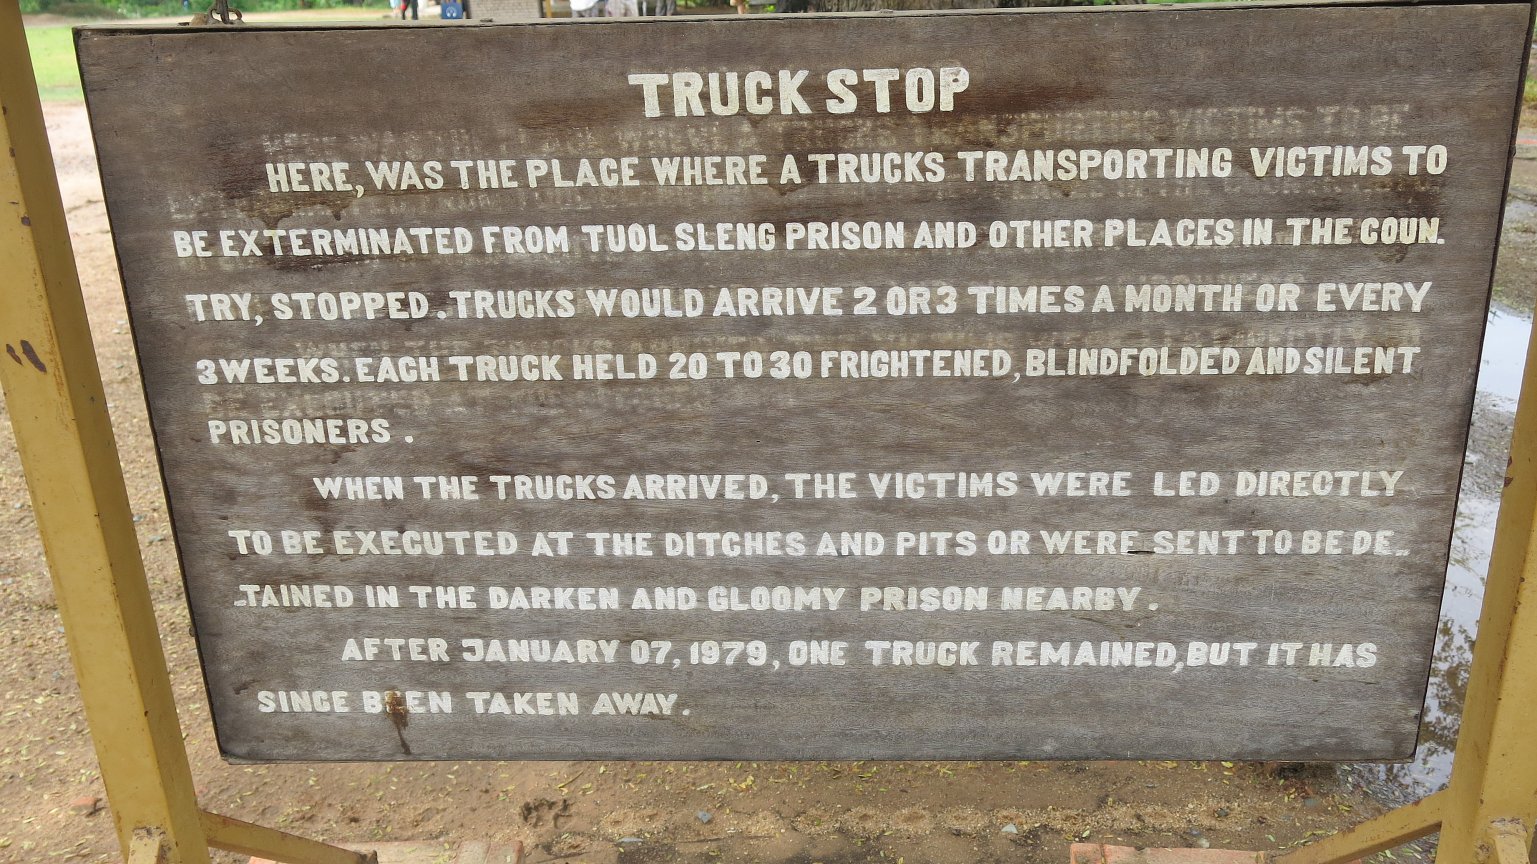 TRUCK STOP
HERE, WAS THE PLACE WHERE A TRUCKS TRANSPORTING VICTIMS TO
BE EXTERMINATED FROM TUOL SLENG PRISON AND OTHER PLACES IN THE COUN.
TRY, STOPPED. TRUCKS WOULD ARRIVE 2 OR 3 TIMES A MONTH OR EVERY
3 WEEKS. EACH TRUCK HELD 20 TO 30 FRIGHTENED, BLINDFOLDED AND SILENT
PRISONERS.
WHEN THE TRUCKS ARRIVED, THE VICTIMS WERE LED DIRECTLY
TO BE EXECUTED AT THE DITCHES AND PITS OR WERE SENT TO BE DE-
-TAINED IN THE DARKEN AND GLOOMY PRISON NEARBY.
AFTER JANUARY 07, 1979, ONE TRUCK REMAINED, BUT IT HAS
SINCE BEEN TAKEN AWAY.